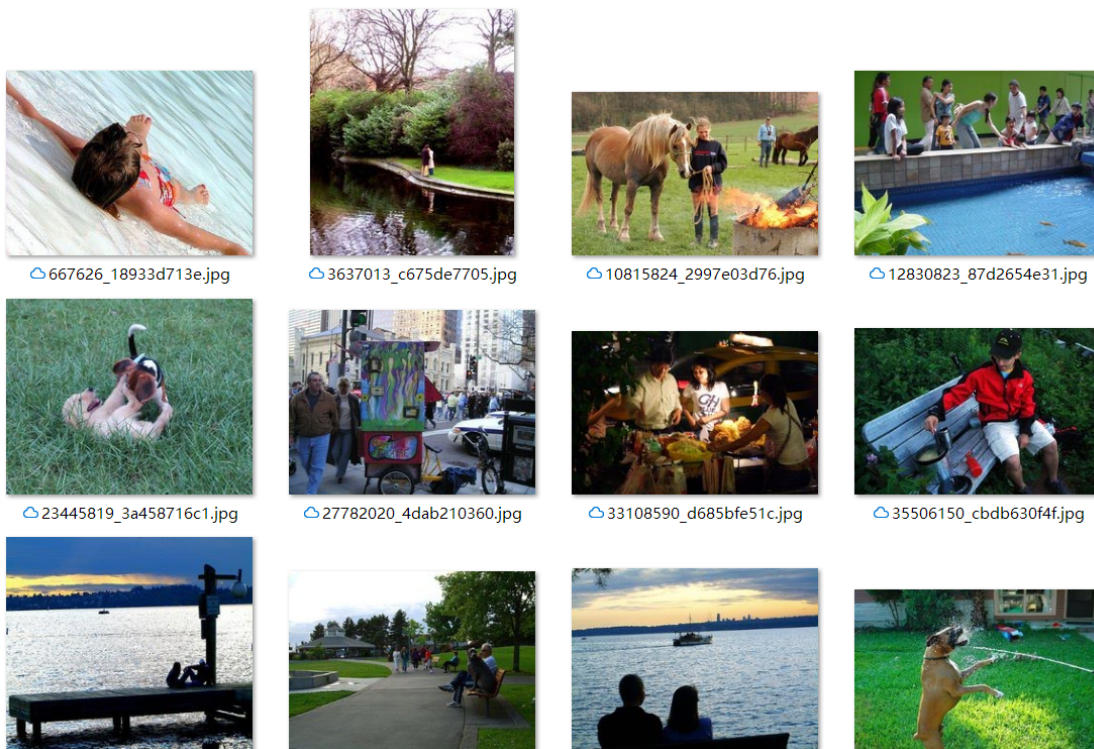 667626_18933d713e.jpg
3637013_c675de7705.jpg
10815824_2997e03d76.jpg
12830823_87d2654e31.jpg
23445819_3a458716c1.jpg
27782020_4dab210360.jpg
33108590_d685bfe51c.jpg
35506150_cbdb630f4f.jpg